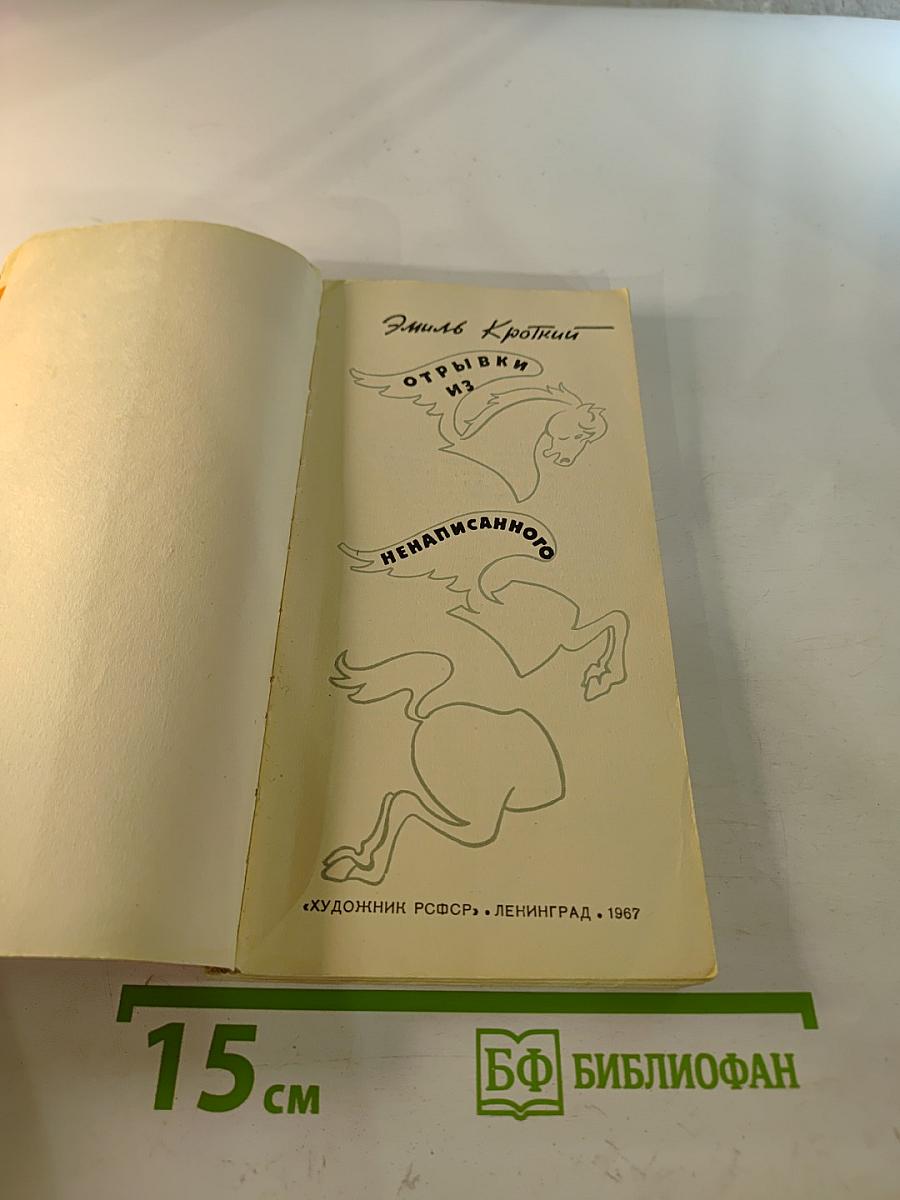 Эмиль Кроткий
ОТРЫВКИ
ИЗ
НЕНАПИСАННОГО
«ХУДОЖНИК РСФСР» • ЛЕНИНГРАД • 1967
15 см
БФ БИБЛИОФАН